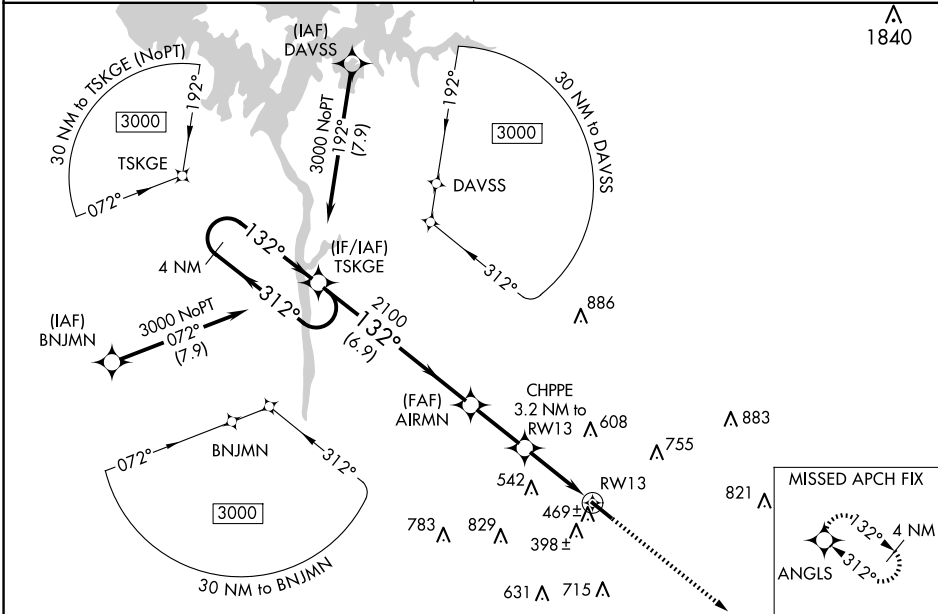 1840
(IAF)
DAVSS
30 NM to TSKGE (NoPT)
192°
3000
TSKGE
072°
3000 NoPT
192°
(7.9)
30 NM to DAVSS
192°
3000
DAVSS
312°
132°
4 NM
312°
(IF/IAF)
TSKGE
2100
132°
(6.9)
886
(IAF)
BNJMN
3000 NoPT
072°
(7.9)
(FAF)
AIRMN
CHPPE
3.2 NM to
RW13
608
883
755
072°
BNJMN
312°
3000
30 NM to BNJMN
542
RW13
469±
398±
783
829
631
715
821
MISSED APCH FIX
132°
4 NM
312°
ANGLS